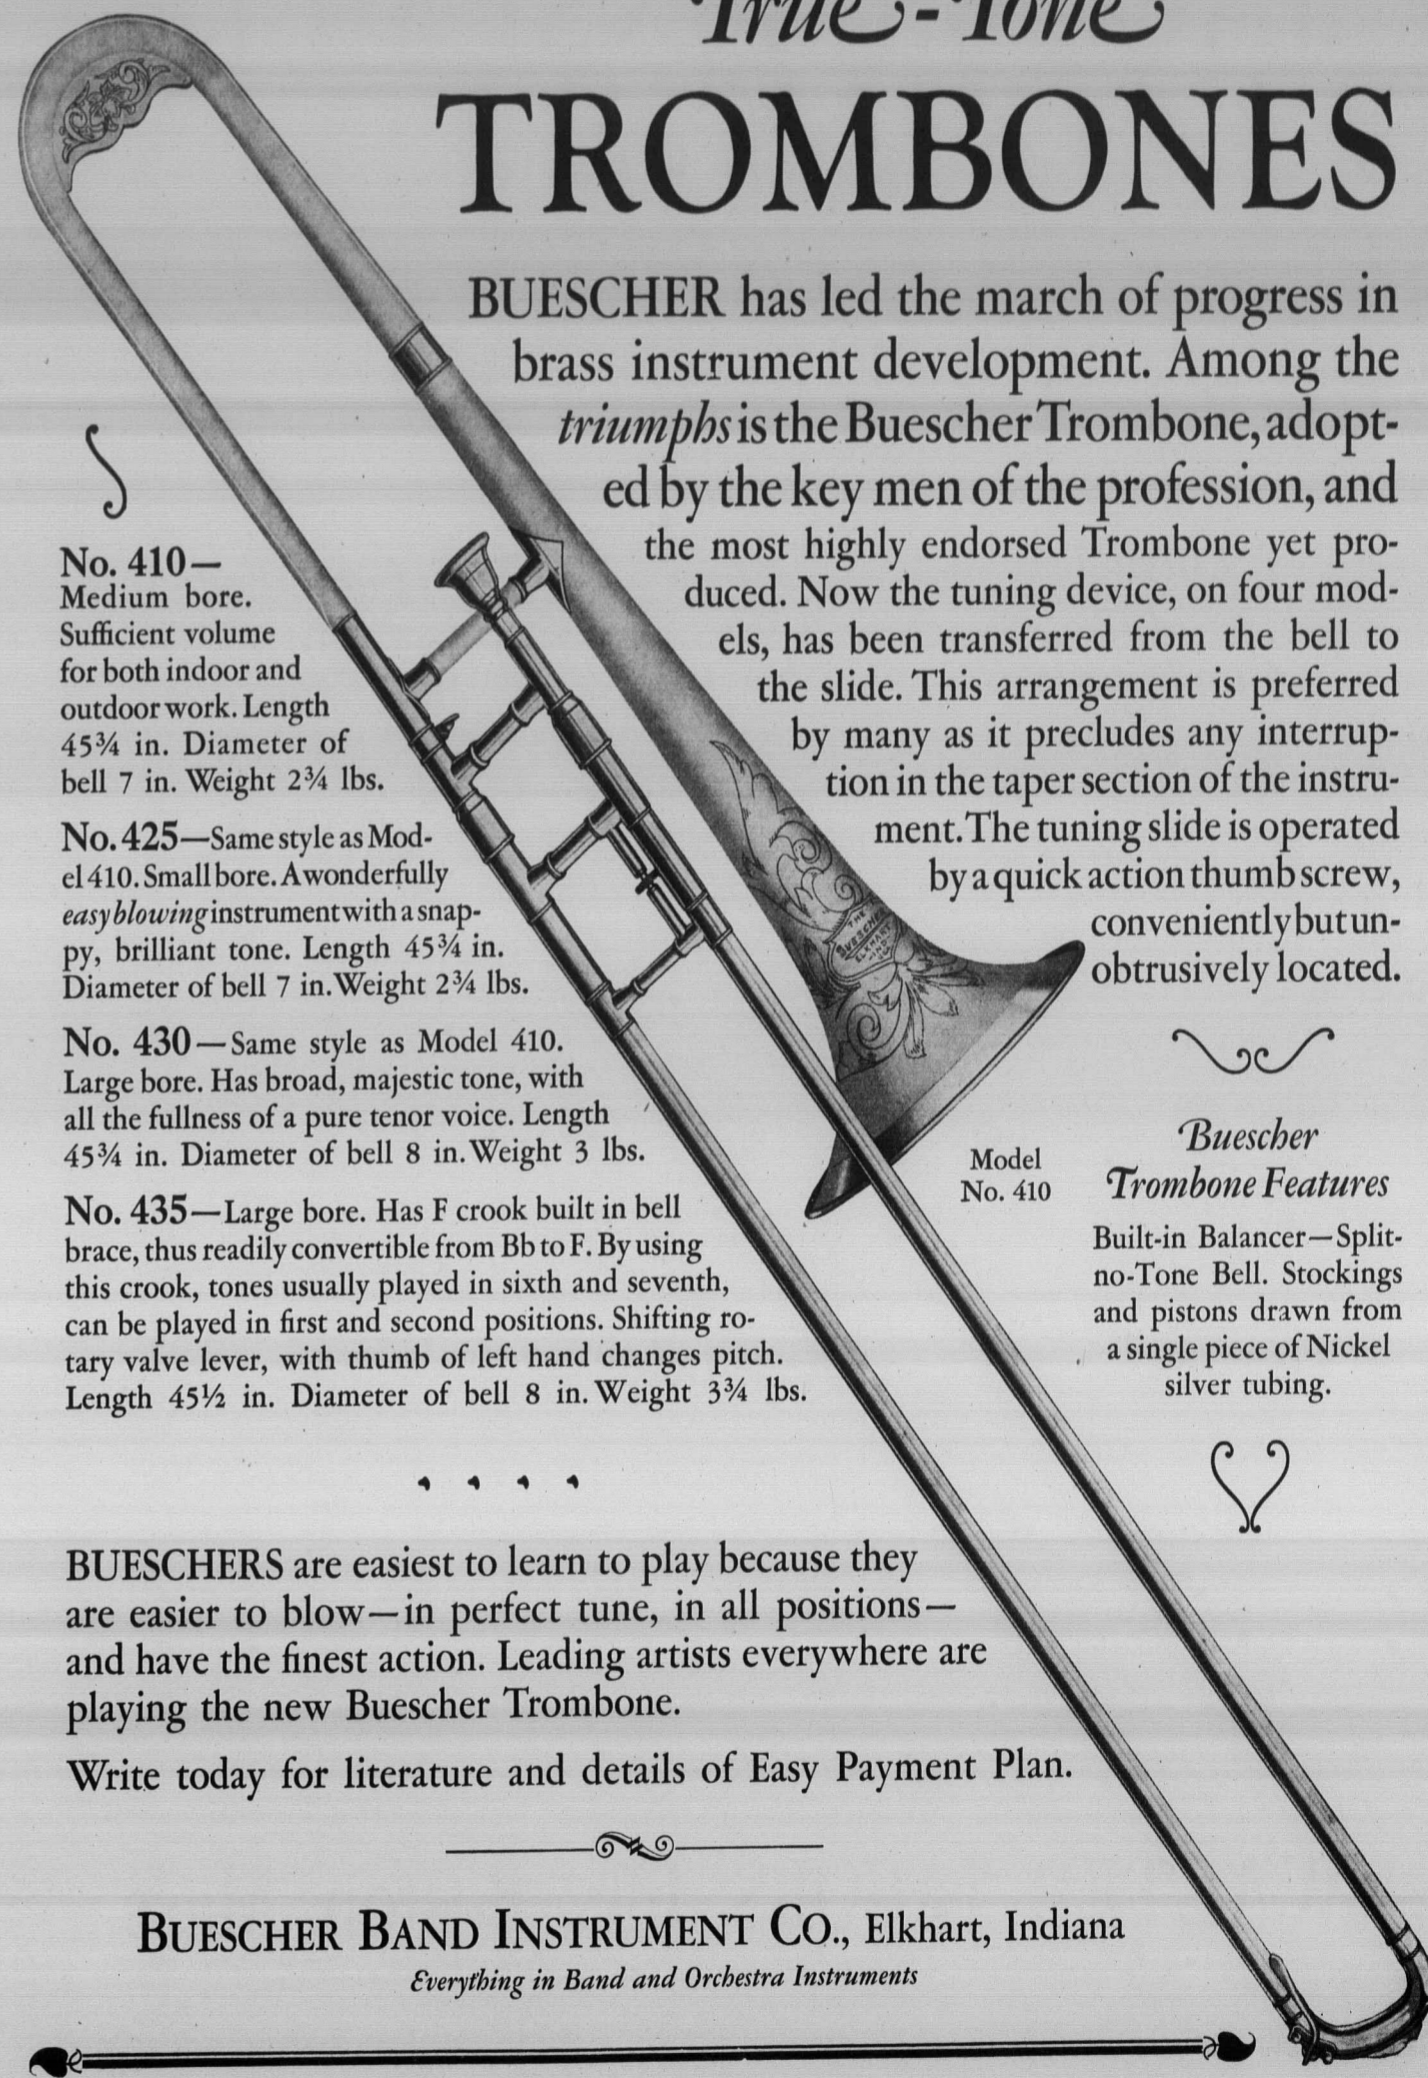 True-Tone
TROMBONES
BUESCHER has led the march of progress in
brass instrument development. Among the
triumphs is the Buescher Trombone, adopt-
ed by the key men of the profession, and
the most highly endorsed Trombone yet pro-
duced. Now the tuning device, on four mod-
els, has been transferred from the bell to
the slide. This arrangement is preferred
by many as it precludes any interrup-
tion in the taper section of the instru-
ment. The tuning slide is operated
by a quick action thumb screw,
conveniently but un-
obtrusively located.
No. 410—
Medium bore.
Sufficient volume
for both indoor and
outdoor work. Length
45¾ in. Diameter of
bell 7 in. Weight 2¾ lbs.
No. 425—Same style as Mod-
el 410. Small bore. A wonderfully
easy blowing instrument with a snap-
py, brilliant tone. Length 45¾ in.
Diameter of bell 7 in. Weight 2¾ lbs.
No. 430—Same style as Model 410.
Large bore. Has broad, majestic tone, with
all the fullness of a pure tenor voice. Length
45¾ in. Diameter of bell 8 in. Weight 3 lbs.
No. 435—Large bore. Has F crook built in bell
brace, thus readily convertible from Bb to F. By using
this crook, tones usually played in sixth and seventh,
can be played in first and second positions. Shifting ro-
tary valve lever, with thumb of left hand changes pitch.
Length 45½ in. Diameter of bell 8 in. Weight 3¾ lbs.
THE
BUESCHER
ELKHART
IND
Model
No. 410
Buescher
Trombone Features
Built-in Balancer—Split-
no-Tone Bell. Stockings
and pistons drawn from
a single piece of Nickel
silver tubing.
BUESCHERS are easiest to learn to play because they
are easier to blow—in perfect tune, in all positions—
and have the finest action. Leading artists everywhere are
playing the new Buescher Trombone.
Write today for literature and details of Easy Payment Plan.
BUESCHER BAND INSTRUMENT CO., Elkhart, Indiana
Everything in Band and Orchestra Instruments